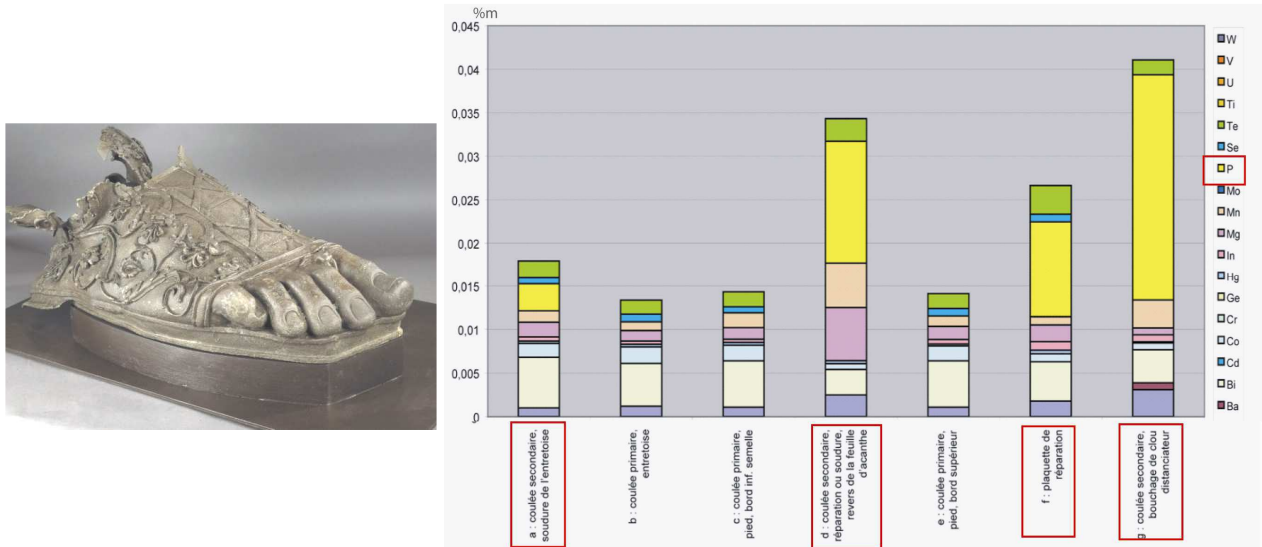 %m
0,045
0,04
0,035
0,03
0,025
0,02
0,015
0,01
0,005
0
W
V
U
Ti
Te
Se
P
Mo
Mn
Mg
In
Hg
Ge
Cr
Co
Cd
Bi
Ba
a : coulée secondaire,
soudure de l'entretoise
b : coulée primaire,
entretoise
c : coulée primaire,
pied, bord inf. semelle
d : coulée secondaire,
réparation ou soudure,
revers de la feuille
d'acanthe
e : coulée primaire,
pied, bord supérieur
f : plaquette de
réparation
g : coulée secondaire,
bouchage de clou
distanciateur